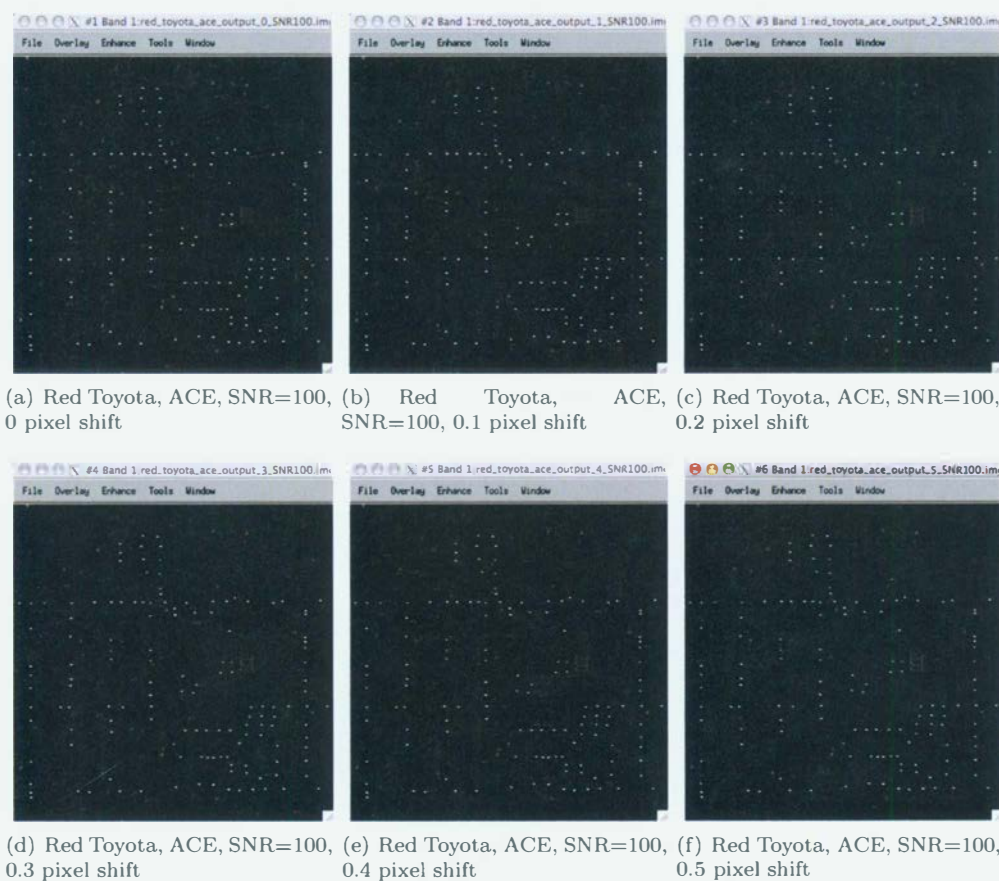 #1 Band 1:red_toyota_ace_output_0_SNR100.im
File Overlay Enhance Tools Window
#2 Band 1:red_toyota_ace_output_1_SNR100.im
File Overlay Enhance Tools Window
#3 Band 1:red_toyota_ace_output_2_SNR100.im
File Overlay Enhance Tools Window
(a) Red Toyota, ACE, SNR=100,
0 pixel shift
(b) Red Toyota, ACE,
SNR=100, 0.1 pixel shift
(c) Red Toyota, ACE, SNR=100,
0.2 pixel shift
#4 Band 1:red_toyota_ace_output_3_SNR100.im
File Overlay Enhance Tools Window
#5 Band 1:red_toyota_ace_output_4_SNR100.im
File Overlay Enhance Tools Window
#6 Band 1:red_toyota_ace_output_5_SNR100.im
File Overlay Enhance Tools Window
(d) Red Toyota, ACE, SNR=100,
0.3 pixel shift
(e) Red Toyota, ACE, SNR=100,
0.4 pixel shift
(f) Red Toyota, ACE, SNR=100,
0.5 pixel shift